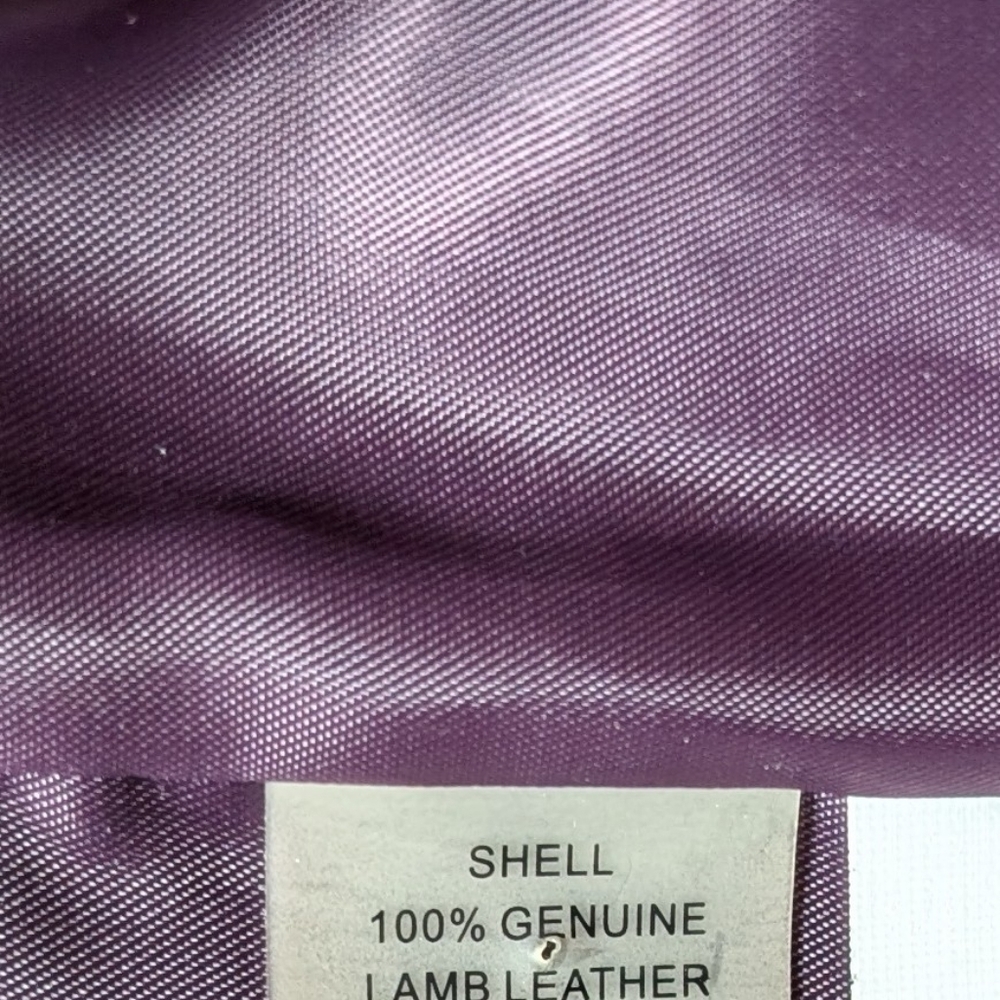 SHELL
100% GENUINE
LAMB LEATHER